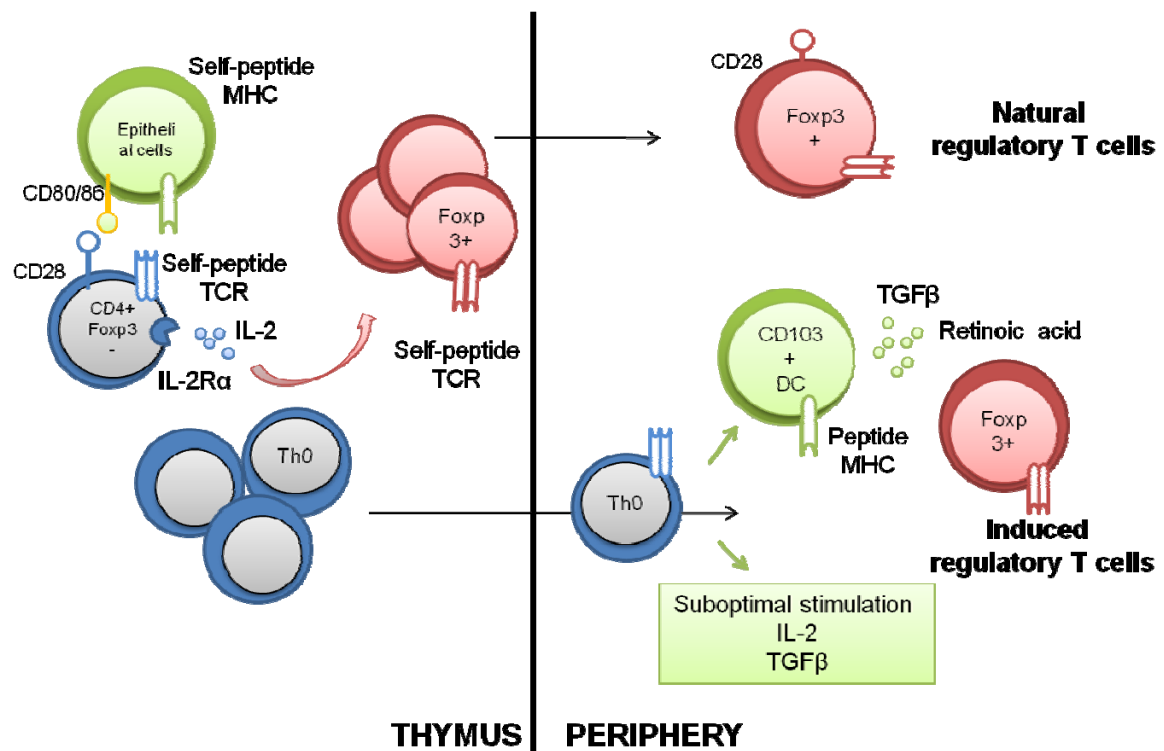 Self-peptide
MHC
Epitheli
al cells
CD80/86
CD28
Self-peptide
TCR
CD4+
Foxp3
-
IL-2
IL-2Rα
Foxp
3+
Self-peptide
TCR
Th0
THYMUS
CD28
Foxp3
+
Natural
regulatory T cells
TGFβ
Retinoic acid
CD103
+
DC
Peptide
MHC
Th0
Foxp
3+
Induced
regulatory T cells
Suboptimal stimulation
IL-2
TGFβ
PERIPHERY